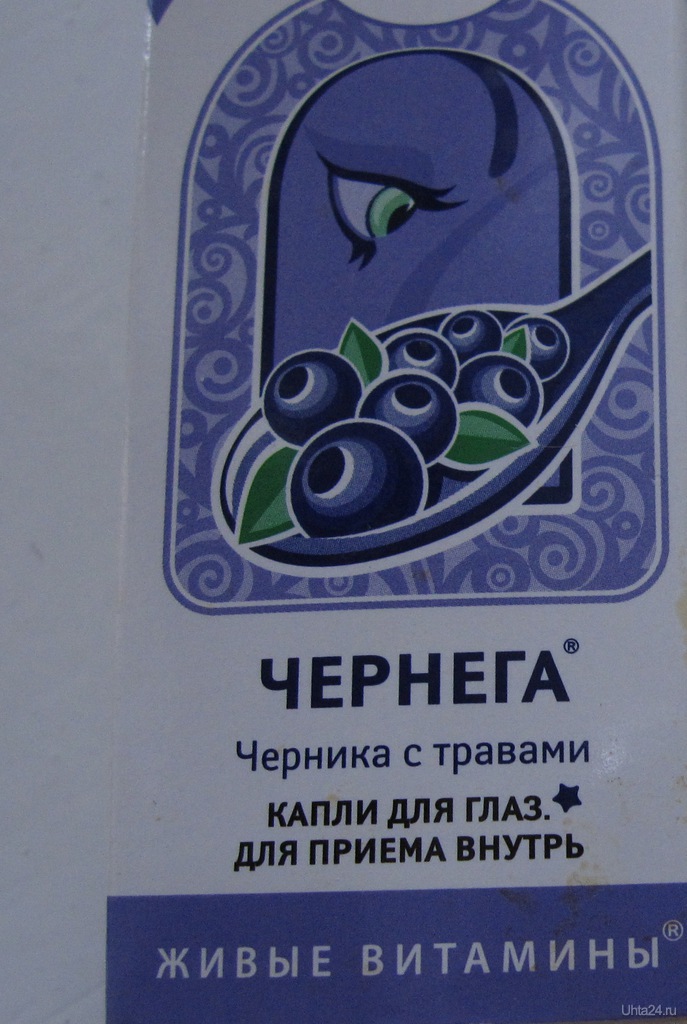 ЧЕРНЕГА®
Черника с травами
КАПЛИ ДЛЯ ГЛАЗ.★
ДЛЯ ПРИЕМА ВНУТРЬ
ЖИВЫЕ ВИТАМИНЫ®
Uhta24.ru